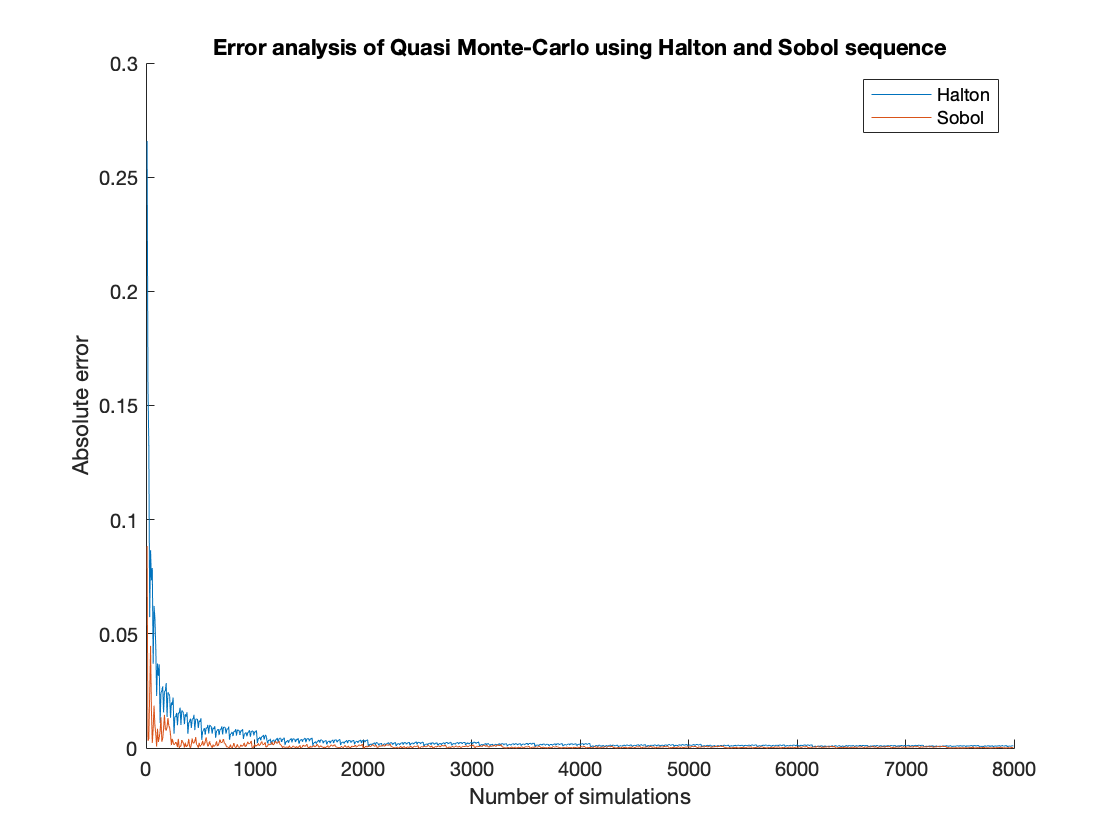 Error analysis of Quasi Monte-Carlo using Halton and Sobol sequence
Halton
Sobol
0.3
0.25
0.2
0.15
0.1
0.05
0
Absolute error
0 1000 2000 3000 4000 5000 6000 7000 8000
Number of simulations